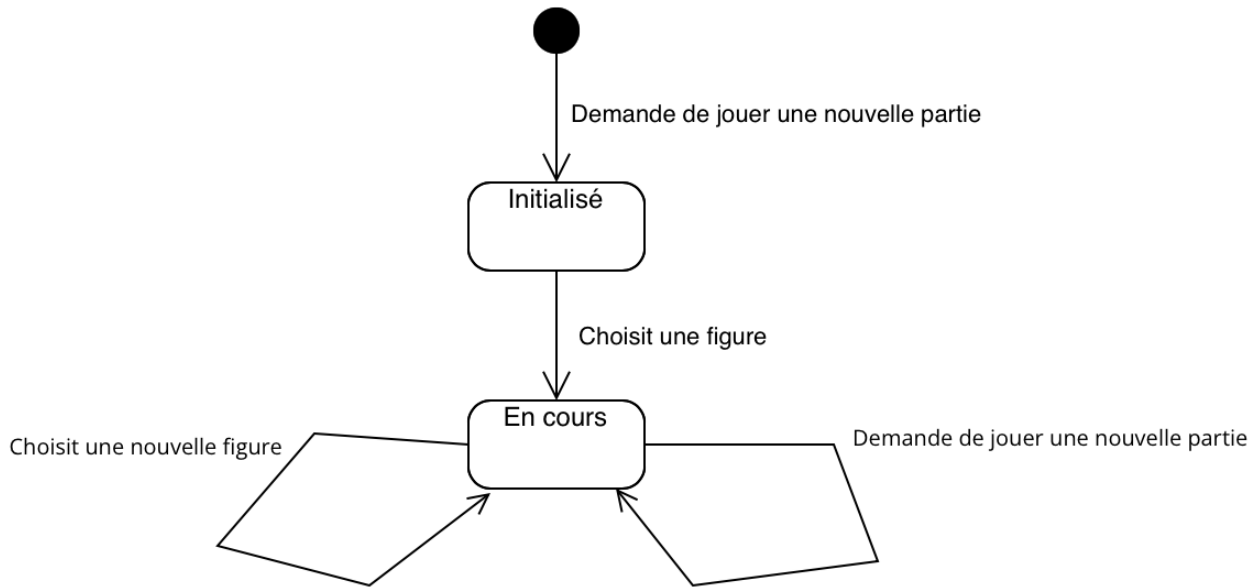 Demande de jouer une nouvelle partie
Initialisé
Choisit une figure
En cours
Choisit une nouvelle figure
Demande de jouer une nouvelle partie